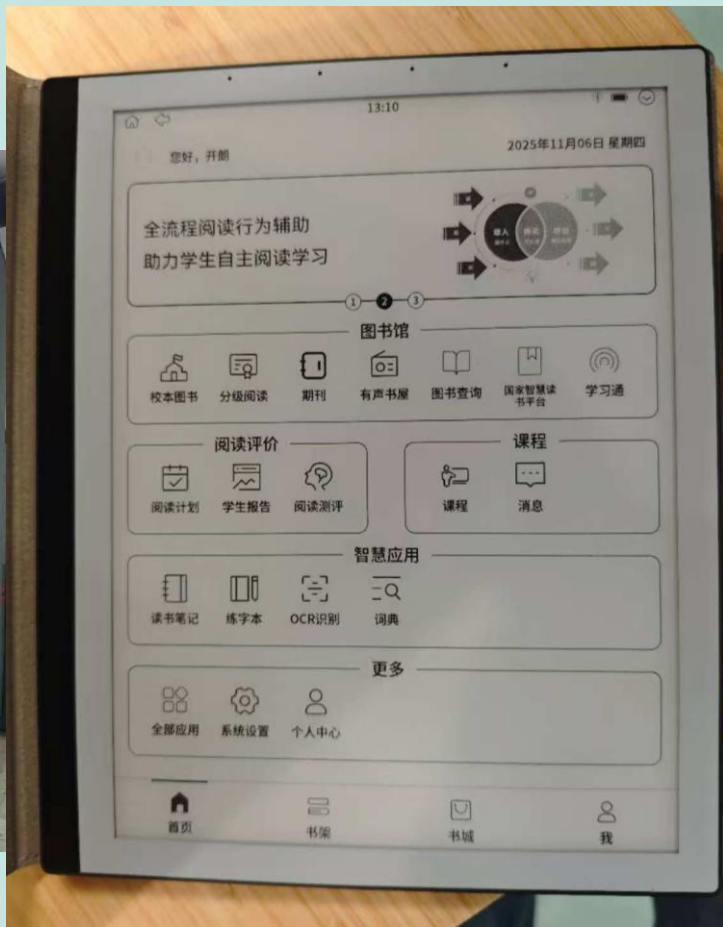 13:10
您好，开朗
2025年11月06日 星期四
全流程阅读行为辅助
助力学生自主阅读学习
1 2 3
图书馆
校本图书 分级阅读 期刊 有声书屋 图书查询 国家智慧读书平台 学习通
阅读评价
阅读计划 学生报告 阅读测评
课程
课程 消息
智慧应用
读书笔记 练字本 OCR识别 词典
更多
全部应用 系统设置 个人中心
首页 书架 书城 我